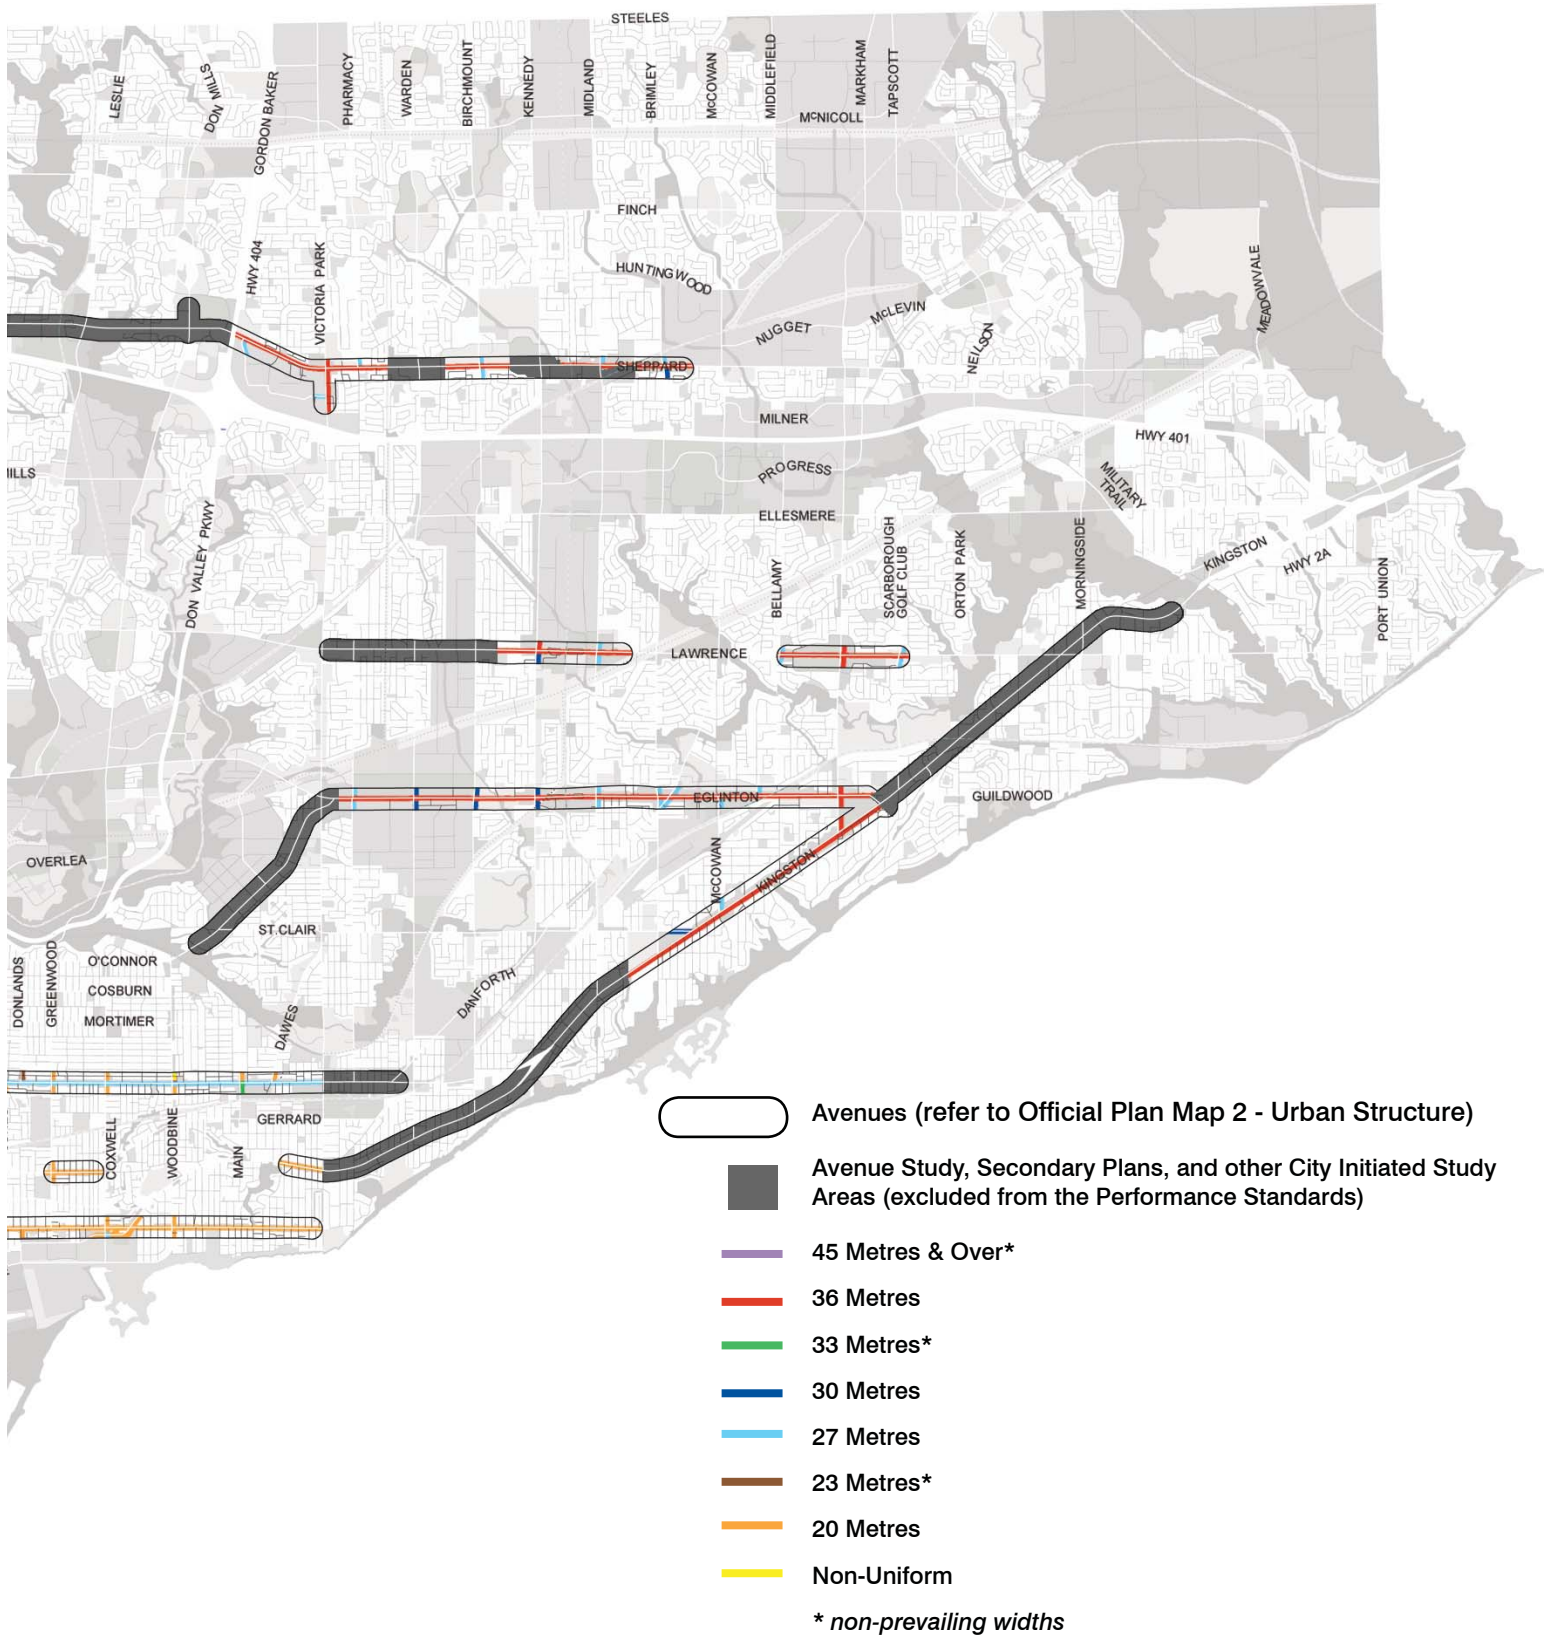 STEELES
LESLIE
DON MILLS
GORDON BAKER
PHARMACY
WARDEN
BIRCHMOUNT
KENNEDY
MIDLAND
BRIMLEY
McCOWAN
MIDDLEFIELD
MARKHAM
TAPSCOTT
McNICOLL
FINCH
HWY 404
VICTORIA PARK
HUNTINGWOOD
NUGGET
McLEVIN
NEILSON
MEADOWVALE
SHEPPARD
MILNER
HWY 401
ILLS
PROGRESS
MILITARY
TRAIL
ELLESMERE
DON VALLEY PKWY
BELLAMY
SCARBOROUGH
GOLF CLUB
ORTON PARK
MORNINGSIDE
KINGSTON
HWY 2A
PORT UNION
LAWRENCE
EGLINTON
GUILDWOOD
OVERLEA
McCOWAN
KINGSTON
ST.CLAIR
DONLANDS
GREENWOOD
O'CONNOR
COSBURN
MORTIMER
DAWES
DANFORTH
GERRARD
COXWELL
WOODBINE
MAIN
Avenues (refer to Official Plan Map 2 - Urban Structure)
Avenue Study, Secondary Plans, and other City Initiated Study
Areas (excluded from the Performance Standards)
45 Metres & Over*
36 Metres
33 Metres*
30 Metres
27 Metres
23 Metres*
20 Metres
Non-Uniform
* non-prevailing widths